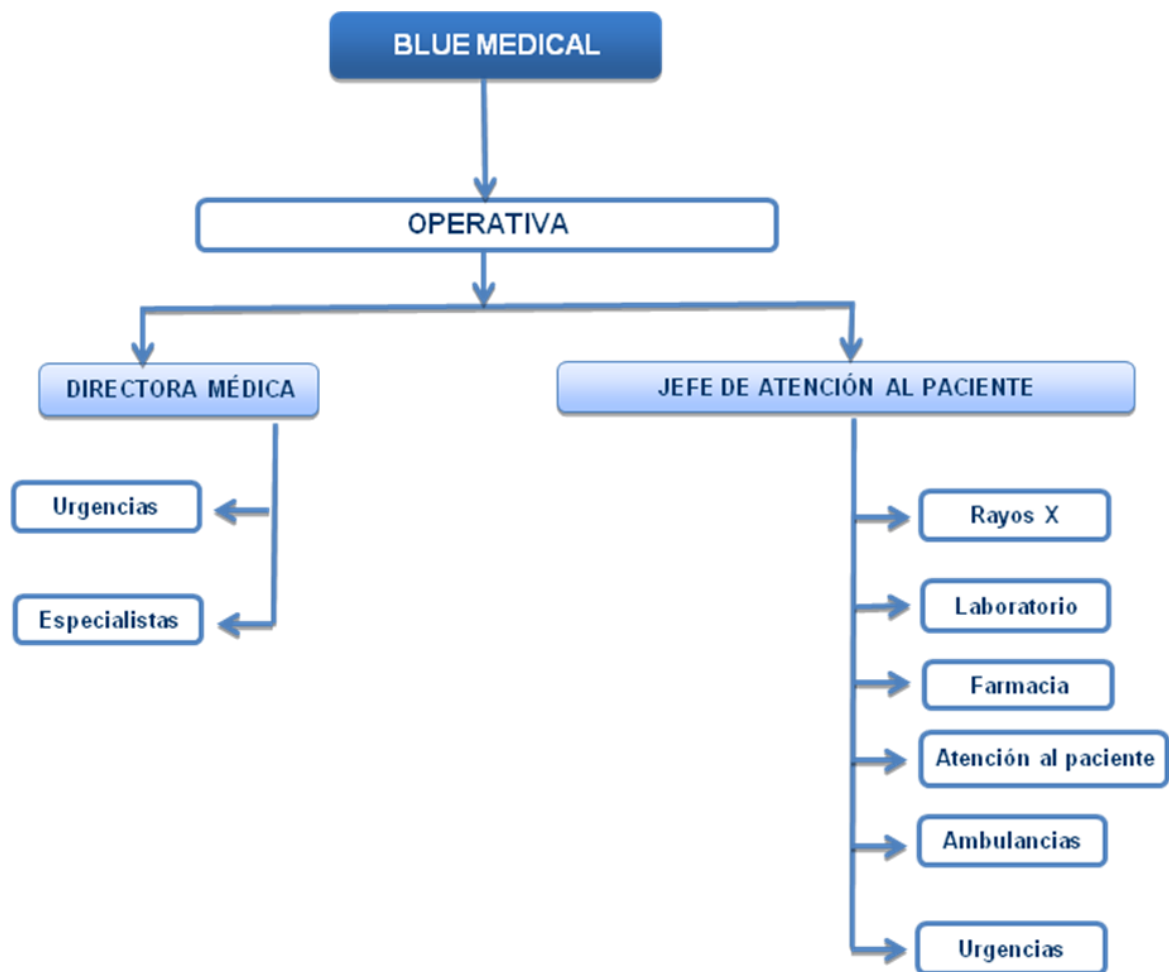 BLUE MEDICAL
OPERATIVA
DIRECTORA MÉDICA
Urgencias
Especialistas
JEFE DE ATENCIÓN AL PACIENTE
Rayos X
Laboratorio
Farmacia
Atención al paciente
Ambulancias
Urgencias